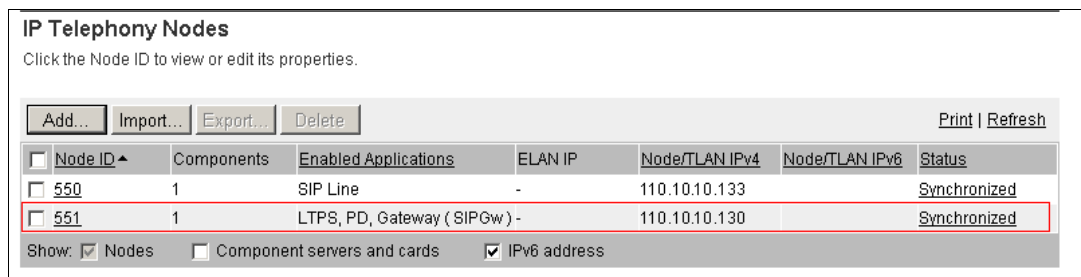 IP Telephony Nodes
Click the Node ID to view or edit its properties.
Add... Import... Export... Delete Print | Refresh
Node ID Components Enabled Applications ELAN IP Node/TLAN IPv4 Node/TLAN IPv6 Status
550 1 SIP Line - 110.10.10.133 Synchronized
551 1 LTPS, PD, Gateway ( SIPGw ) - 110.10.10.130 Synchronized
Show: Nodes Component servers and cards IPv6 address